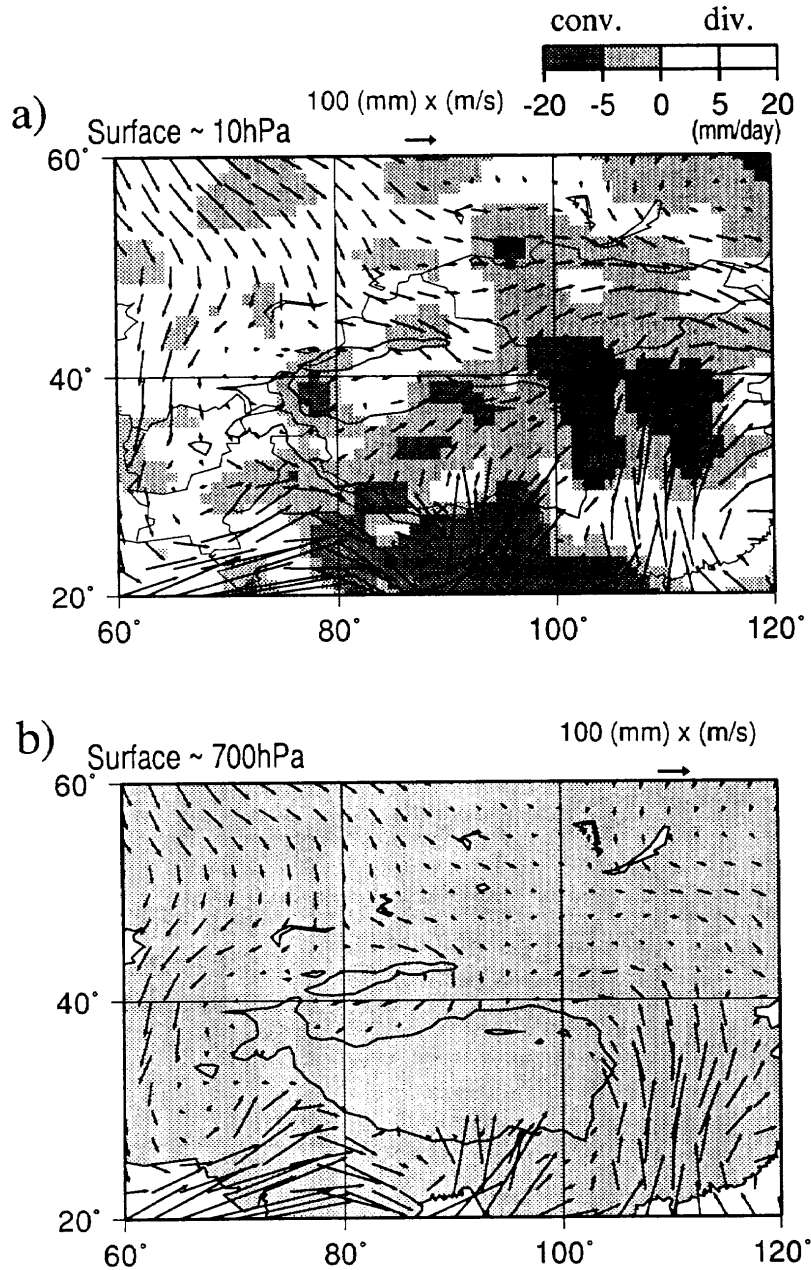 conv. div.
a)
100 (mm) x (m/s)
-20 -5 0 5 20
(mm/day)
Surface ~ 10hPa
60°
40°
20°
60° 80° 100° 120°
b)
100 (mm) x (m/s)
Surface ~ 700hPa
60°
40°
20°
60° 80° 100° 120°